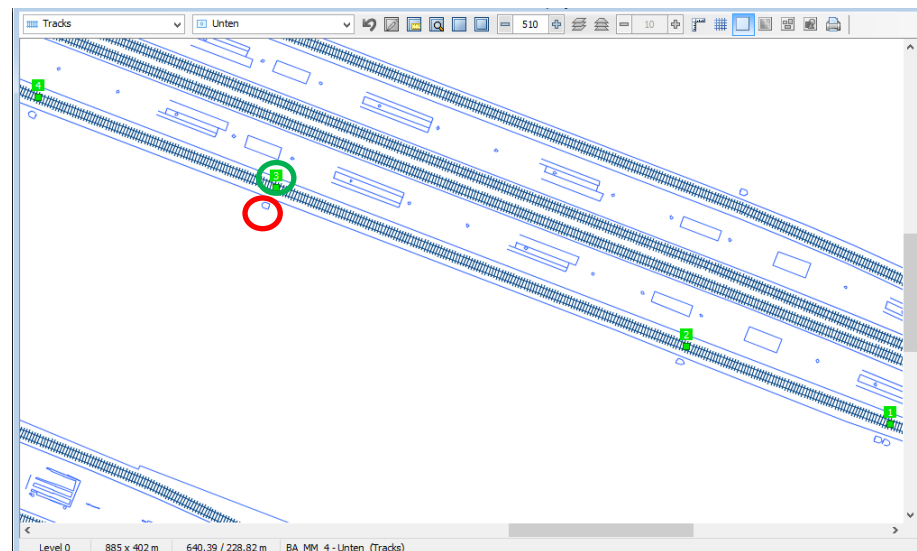 Tracks Unten 510 10
4
3
2
1
Level 0 885 x 402 m 640.39 / 228.82 m BA_MM_4 - Unten (Tracks)